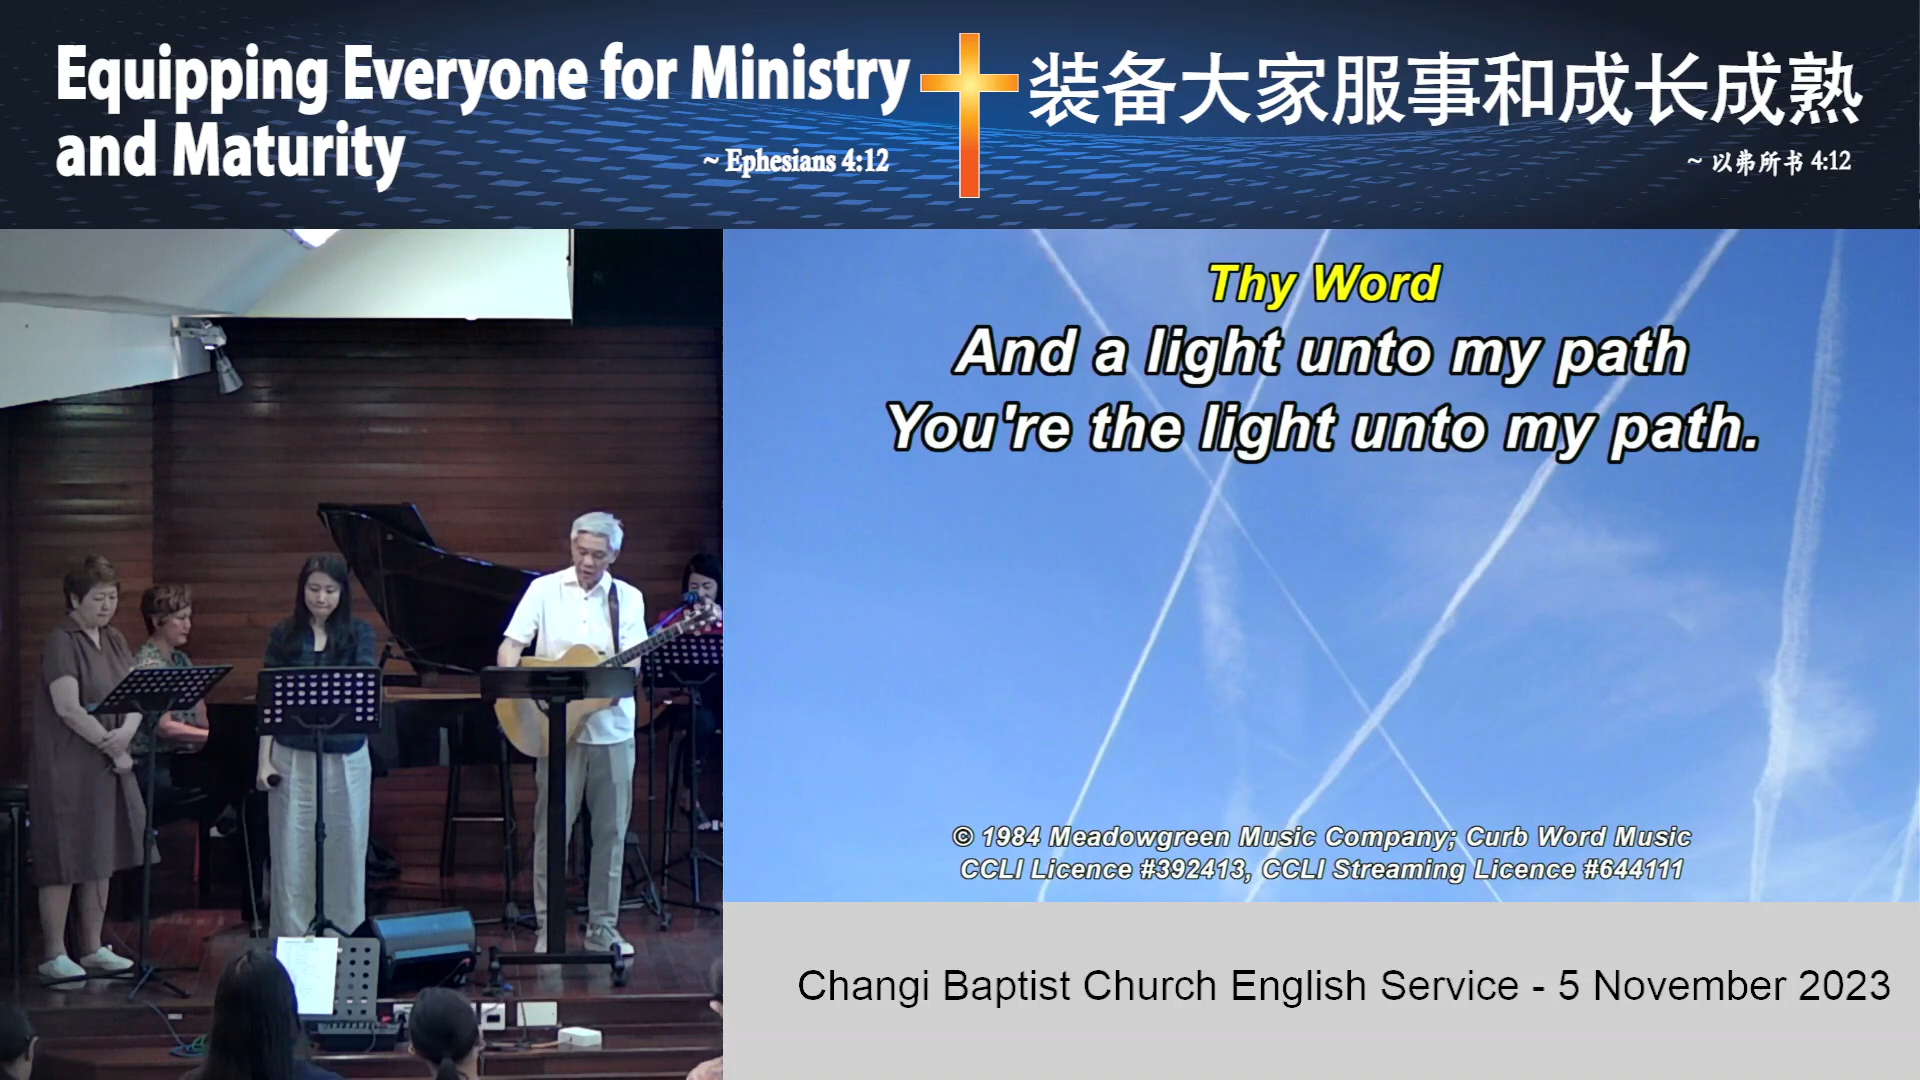 Equipping Everyone for Ministry
and Maturity
~ Ephesians 4:12
装备大家服事和成长成熟
~ 以弗所书 4:12
Thy Word
And a light unto my path
You're the light unto my path.
© 1984 Meadowgreen Music Company; Curb Word Music
CCLI Licence #392413, CCLI Streaming Licence #644111
Changi Baptist Church English Service - 5 November 2023